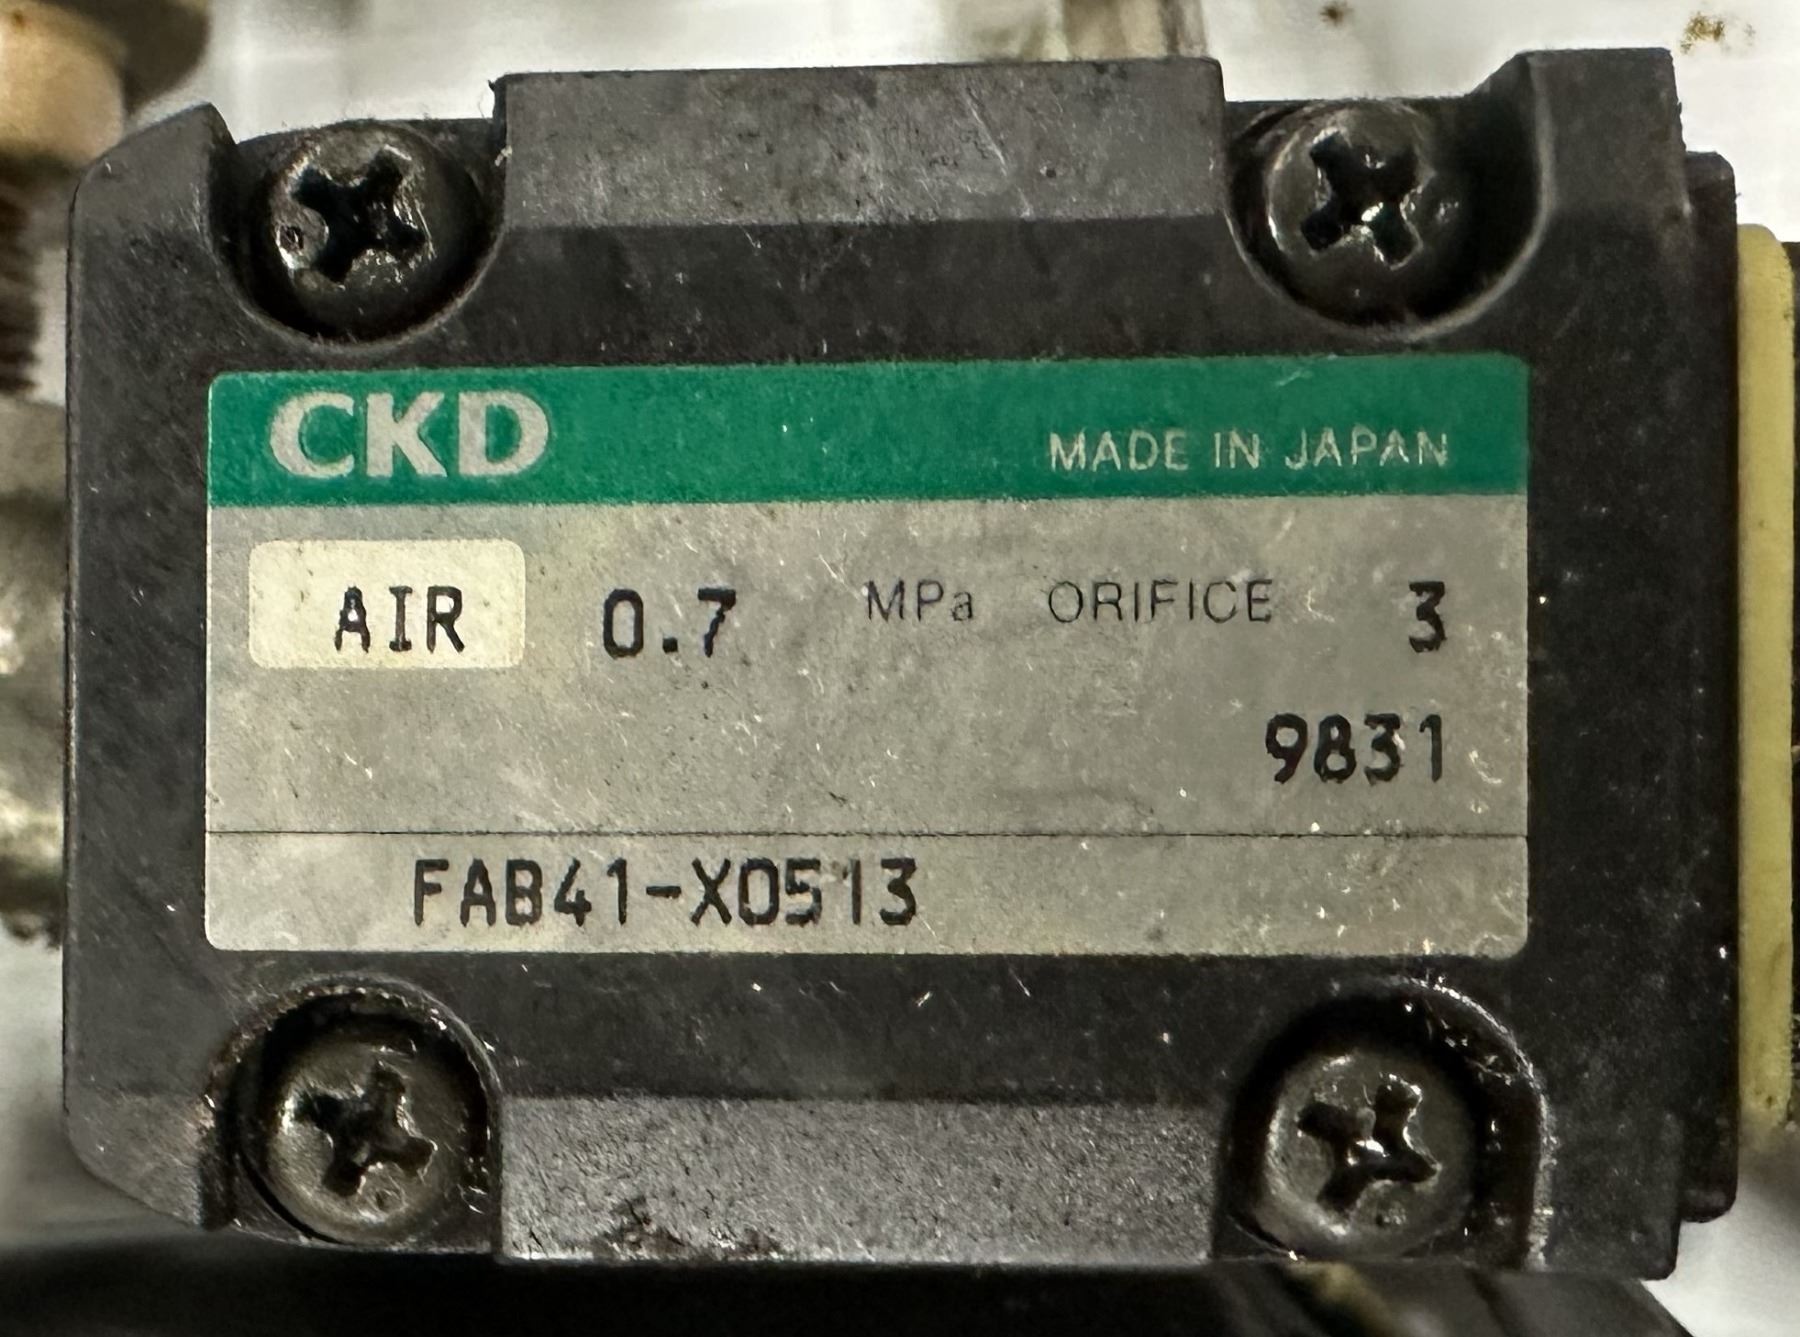 CKD MADE IN JAPAN
AIR 0.7 MPa ORIFICE 3
9831
FAB41-X0513